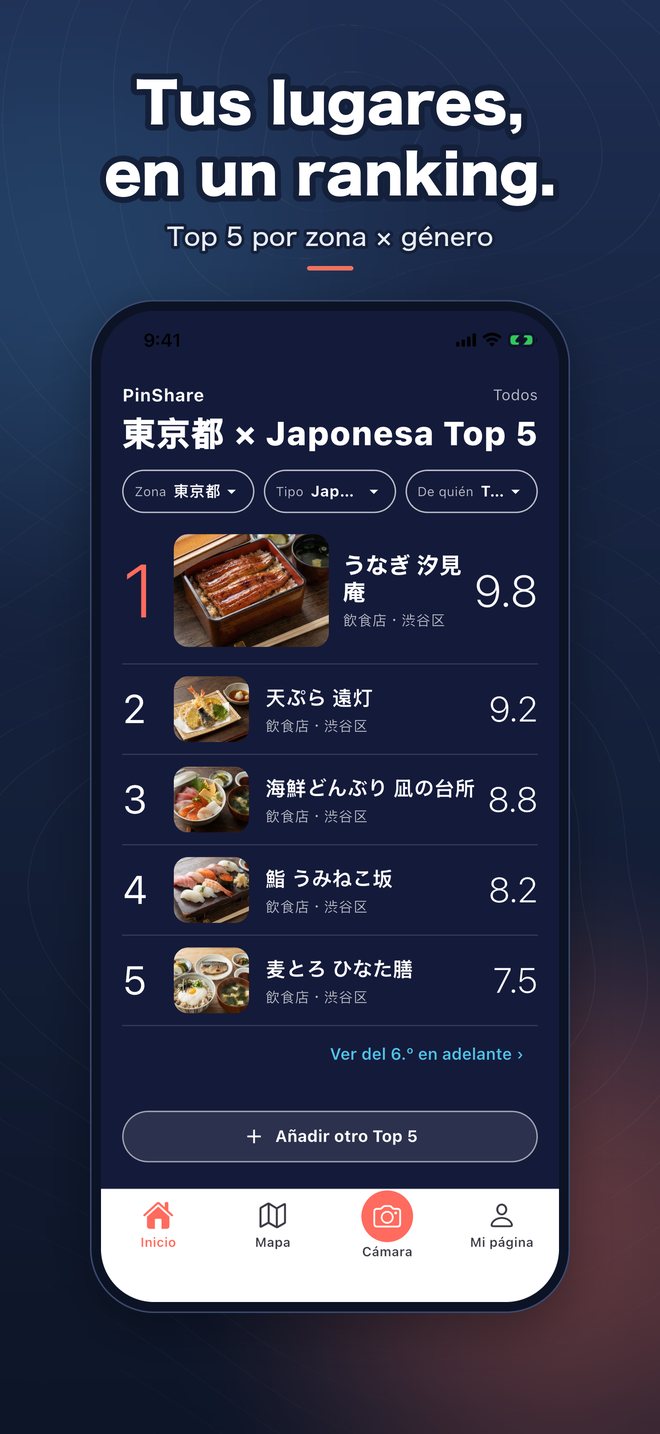 Tus lugares,
en un ranking.
Top 5 por zona × género
9:41
PinShare
Todos
東京都 × Japonesa Top 5
Zona 東京都
Tipo Jap...
De quién T...
1
うなぎ 汐見
庵
飲食店・渋谷区
9.8
2
天ぷら 遠灯
飲食店・渋谷区
9.2
3
海鮮どんぶり 凪の台所
飲食店・渋谷区
8.8
4
鮨 うみねこ坂
飲食店・渋谷区
8.2
5
麦とろ ひなた膳
飲食店・渋谷区
7.5
Ver del 6.º en adelante ›
+ Añadir otro Top 5
Inicio
Mapa
Cámara
Mi página